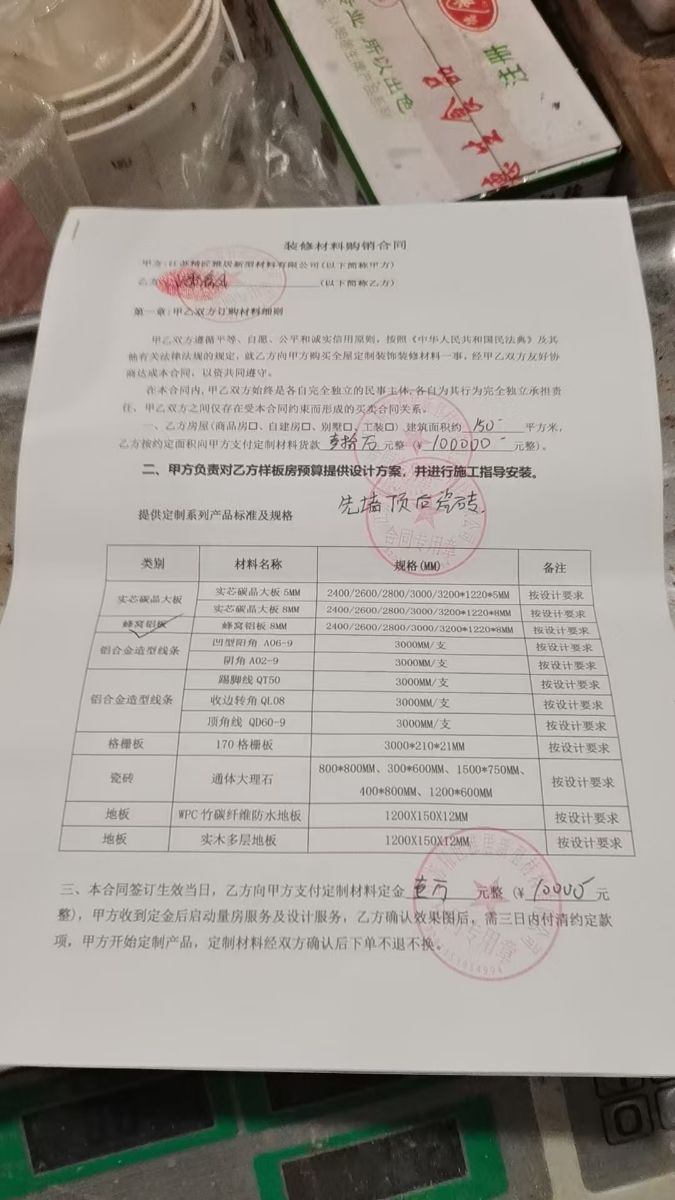 所以出色
注册
食品
装修材料购销合同
甲方:江苏精匠雅居新型材料有限公司(以下简称甲方)
乙方: (以下简称乙方)
第一章:甲乙双方订购材料细则
甲乙双方遵循平等、自愿、公平和诚实信用原则,按照《中华人民共和国民法典》及其
他有关法律法规的规定,就乙方向甲方购买全屋定制装饰装修材料一事,经甲乙双方友好协
商达成本合同,以资共同遵守。
在本合同内,甲乙双方始终是各自完全独立的民事主体,各自为其行为完全独立承担责
任,甲乙双方之间仅存在受本合同约束而形成的买卖合同关系。
一、乙方房屋(商品房口、自建房口、别墅口、工装口)建筑面积约 150 平方米,
乙方按约定面积向甲方支付定制材料货款 壹拾万 元整(¥ 100000 元整)。
二、甲方负责对乙方样板房预算提供设计方案,并进行施工指导安装。
先墙顶后瓷砖
提供定制系列产品标准及规格
类别 材料名称 规格(MM) 备注
实芯碳晶大板 实芯碳晶大板 5MM 2400/2600/2800/3000/3200*1220*5MM 按设计要求
实芯碳晶大板 8MM 2400/2600/2800/3000/3200*1220*8MM 按设计要求
蜂窝铝板 蜂窝铝板 8MM 2400/2600/2800/3000/3200*1220*8MM 按设计要求
铝合金造型线条 凹型阳角 A06-9 3000MM/支 按设计要求
阴角 A02-9 3000MM/支 按设计要求
铝合金造型线条 踢脚线 QT50 3000MM/支 按设计要求
收边转角 QL08 3000MM/支 按设计要求
顶角线 QD60-9 3000MM/支 按设计要求
格栅板 170 格栅板 3000*210*21MM 按设计要求
瓷砖 通体大理石 800*800MM、300*600MM、1500*750MM、 按设计要求
400*800MM、1200*600MM
地板 WPC 竹碳纤维防水地板 1200X150X12MM 按设计要求
地板 实木多层地板 1200X150X12MM 按设计要求
三、本合同签订生效当日,乙方向甲方支付定制材料定金 壹万 元整(¥ 10000 元
整),甲方收到定金后启动量房服务及设计服务,乙方确认效果图后,需三日内付清约定款
项,甲方开始定制产品,定制材料经双方确认后下单不退不换。
合同专用章